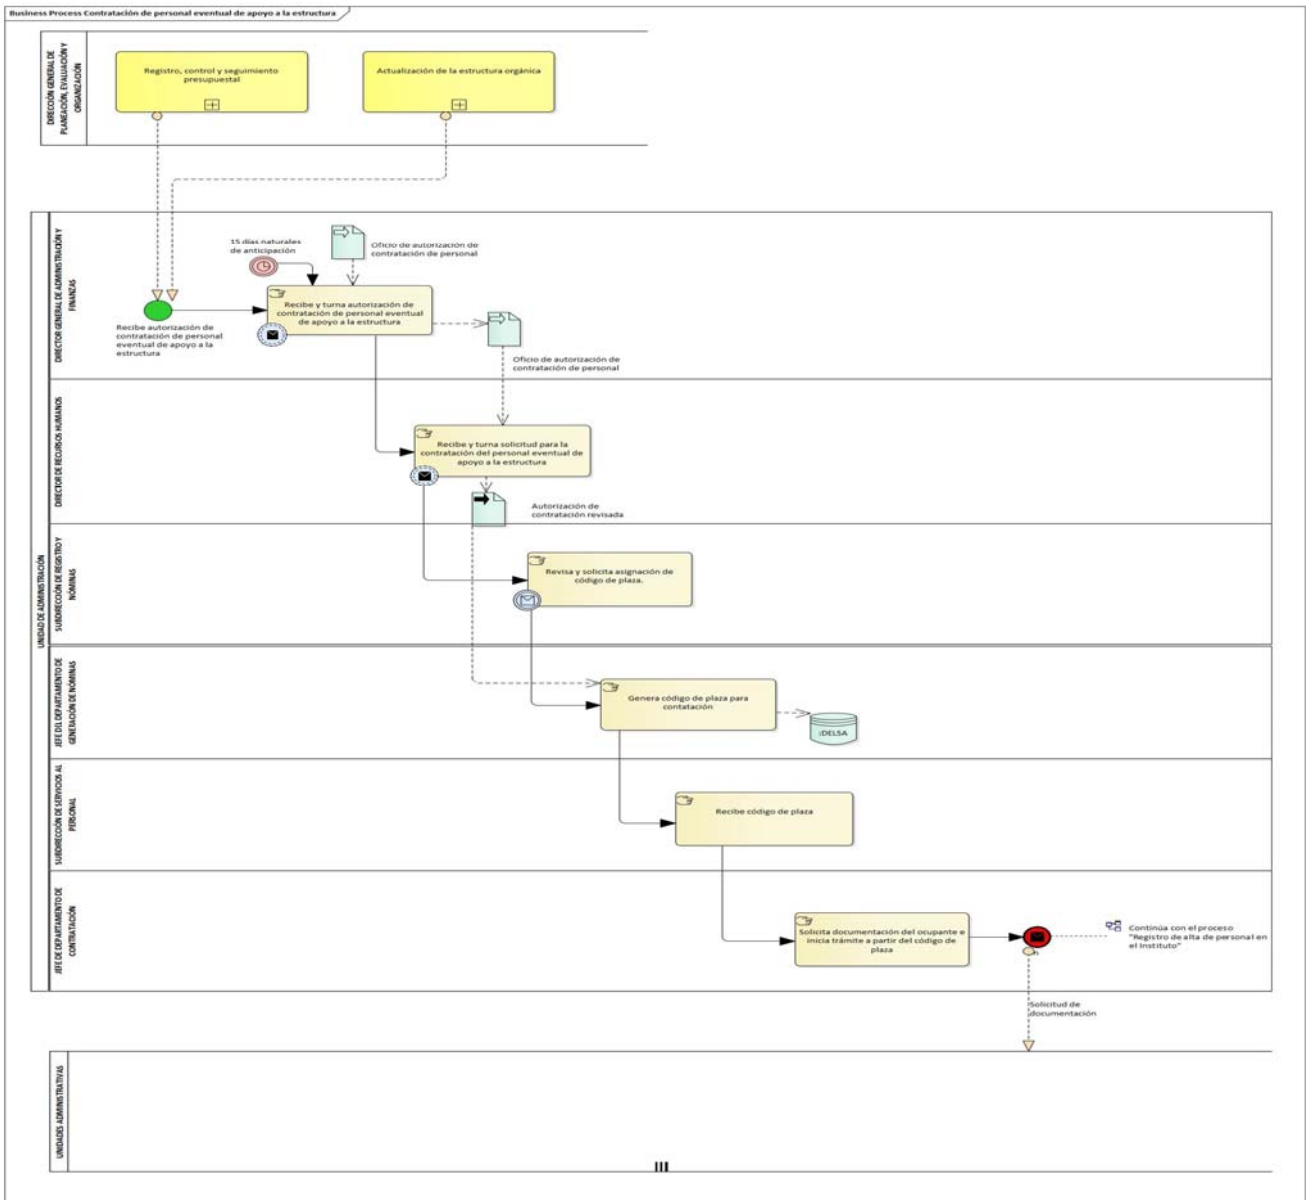 Business Process Contratación de personal eventual de apoyo a la estructura
DIRECCIÓN GENERAL DE
PLANEACIÓN, EVALUACIÓN Y
ORGANIZACIÓN
Registro, control y seguimiento
presupuestal
Actualización de la estructura orgánica
UNIDAD DE ADMINISTRACIÓN
DIRECTOR GENERAL DE ADMINISTRACIÓN Y
FINANZAS
15 días naturales
de anticipación
Oficio de autorización de
contratación de personal
Recibe autorización de
contratación de personal
eventual de apoyo a la
estructura
Recibe y turna autorización de
contratación de personal eventual
de apoyo a la estructura
Oficio de autorización de
contratación de personal
DIRECTOR DE RECURSOS HUMANOS
Recibe y turna solicitud para la
contratación del personal eventual de
apoyo a la estructura
Autorización de
contratación revisada
SUBDIRECCIÓN DE REGISTRO Y
NÓMINAS
Revisa y solicita asignación de
código de plaza.
JEFE DEL DEPARTAMENTO DE
GENERACIÓN DE NÓMINAS
Genera código de plaza para
contatación
:DELSA
SUBDIRECCIÓN DE SERVICIOS AL
PERSONAL
Recibe código de plaza
JEFE DE DEPARTAMENTO DE
CONTRATACIÓN
Solicita documentación del ocupante e
inicia trámite a partir del código de
plaza
Continúa con el proceso
"Registro de alta de personal en
el Instituto"
Solicitud de
documentación
UNIDADES ADMINISTRATIVAS